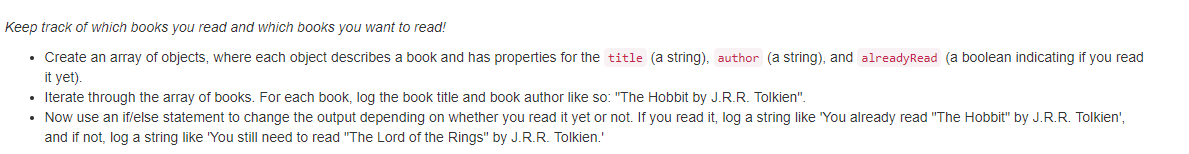 Keep track of which books you read and which books you want to read!
• Create an array of objects, where each object describes a book and has properties for the title (a string), author (a string), and alreadyRead (a boolean indicating if you read
it yet).
• Iterate through the array of books. For each book, log the book title and book author like so: "The Hobbit by J.R.R. Tolkien".
• Now use an if/else statement to change the output depending on whether you read it yet or not. If you read it, log a string like 'You already read "The Hobbit" by J.R.R. Tolkien',
and if not, log a string like 'You still need to read "The Lord of the Rings" by J.R.R. Tolkien.'